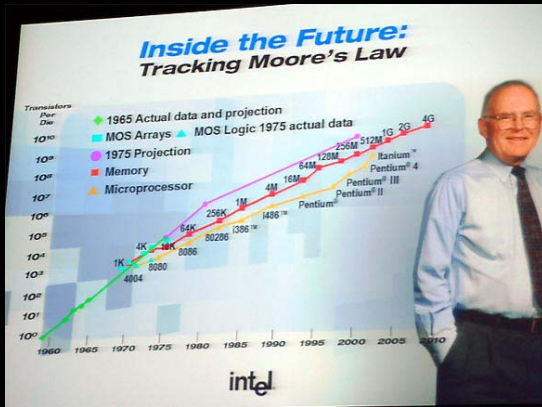 Inside the Future:
Tracking Moore's Law
Transistors
Per
Die
1965 Actual data and projection
MOS Arrays MOS Logic 1975 actual data
1975 Projection
Memory
Microprocessor
10¹⁰
10⁹
10⁸
10⁷
10⁶
10⁵
10⁴
10³
10²
10¹
10⁰
1K
4K
16K
64K
256K
1M
4M
16M
64M
128M
256M
512M
1G
2G
4G
4004
8080
8086
80286
i386™
i486™
Pentium®
Pentium® II
Pentium® III
Pentium® 4
Itanium™
1960 1965 1970 1975 1980 1985 1990 1995 2000 2005 2010
intel